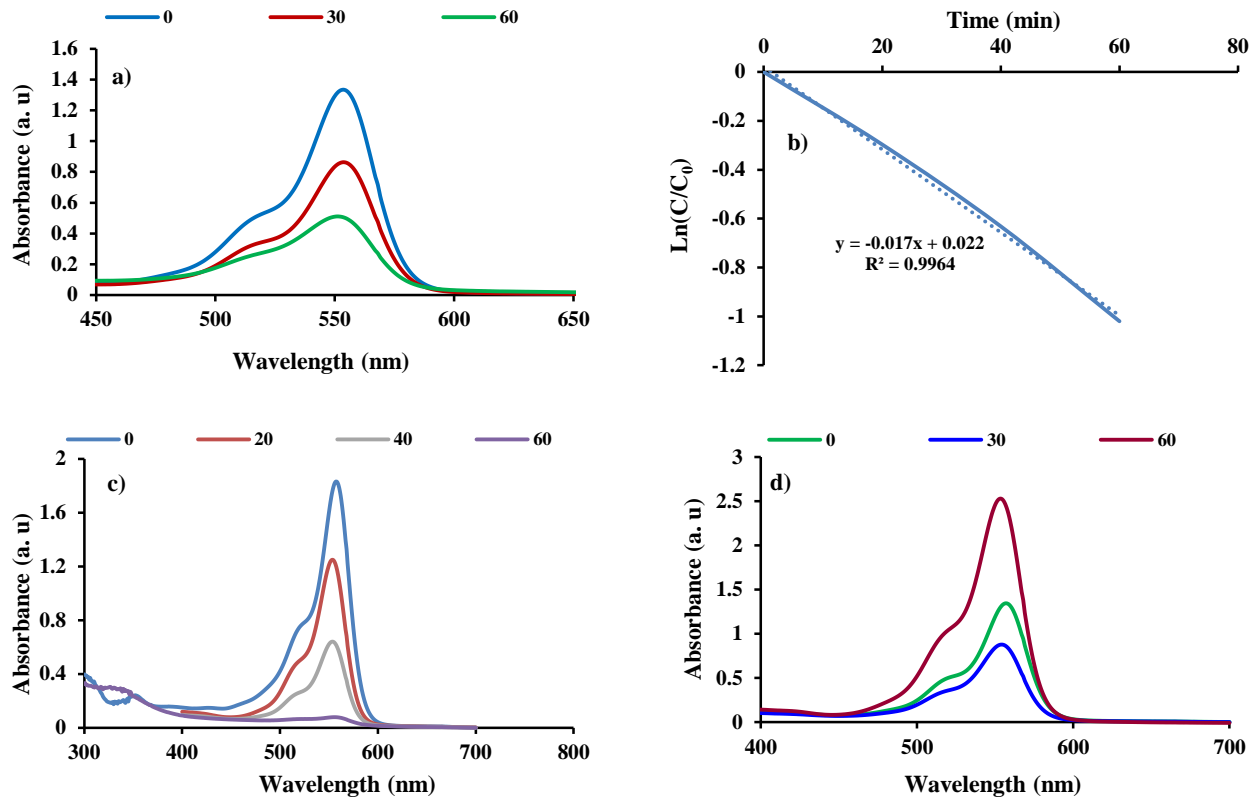 0 30 60
a)
Absorbance (a. u)
1.6
1.4
1.2
1
0.8
0.6
0.4
0.2
0
450 500 550 600 650
Wavelength (nm)
Time (min)
0 20 40 60 80
b)
Ln(C/C₀)
0
-0.2
-0.4
-0.6
-0.8
-1
-1.2
y = -0.017x + 0.022
R² = 0.9964
0 20 40 60
c)
Absorbance (a. u)
2
1.6
1.2
0.8
0.4
0
300 400 500 600 700 800
Wavelength (nm)
0 30 60
d)
Absorbance (a. u)
3
2.5
2
1.5
1
0.5
0
400 500 600 700
Wavelength (nm)